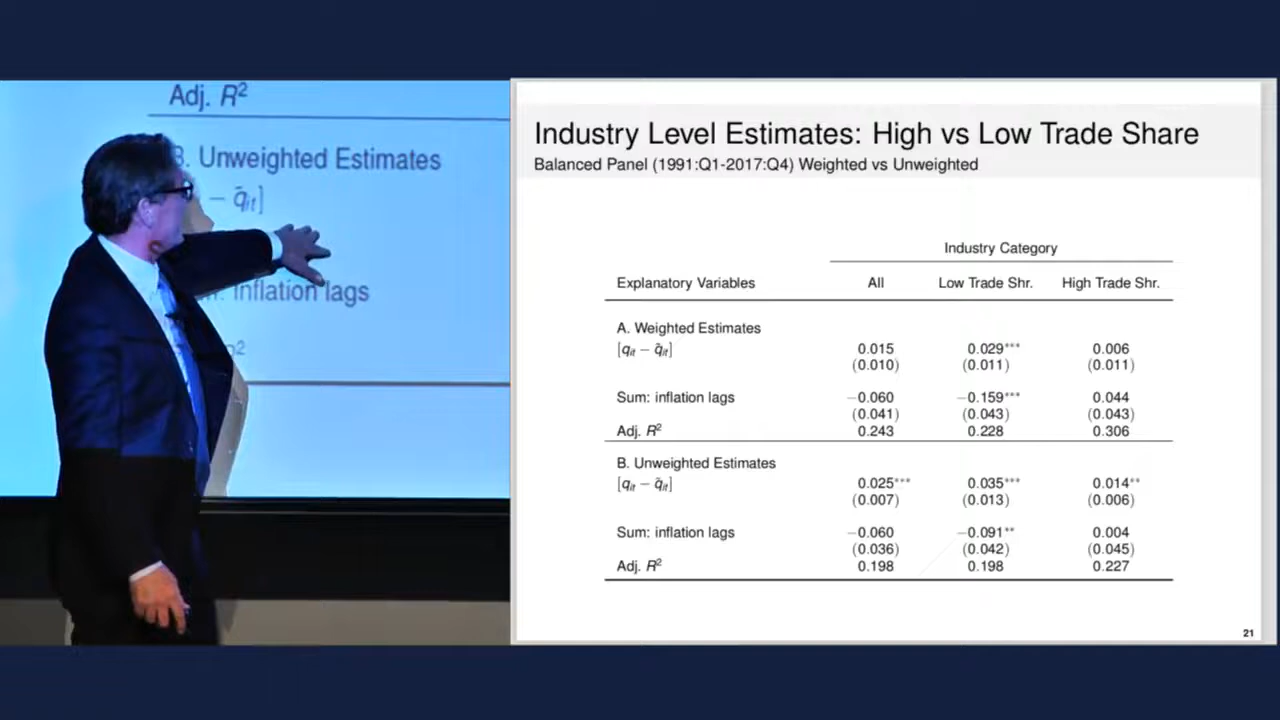 Adj. R²
B. Unweighted Estimates
− q̄ᵢₜ]
Inflation lags
Industry Level Estimates: High vs Low Trade Share
Balanced Panel (1991:Q1-2017:Q4) Weighted vs Unweighted
Industry Category
Explanatory Variables All Low Trade Shr. High Trade Shr.
A. Weighted Estimates
[qᵢₜ − q̄ᵢₜ] 0.015 0.029*** 0.006
(0.010) (0.011) (0.011)
Sum: inflation lags −0.060 −0.159*** 0.044
(0.041) (0.043) (0.043)
Adj. R² 0.243 0.228 0.306
B. Unweighted Estimates
[qᵢₜ − q̄ᵢₜ] 0.025*** 0.035*** 0.014**
(0.007) (0.013) (0.006)
Sum: inflation lags −0.060 −0.091** 0.004
(0.036) (0.042) (0.045)
Adj. R² 0.198 0.198 0.227
21